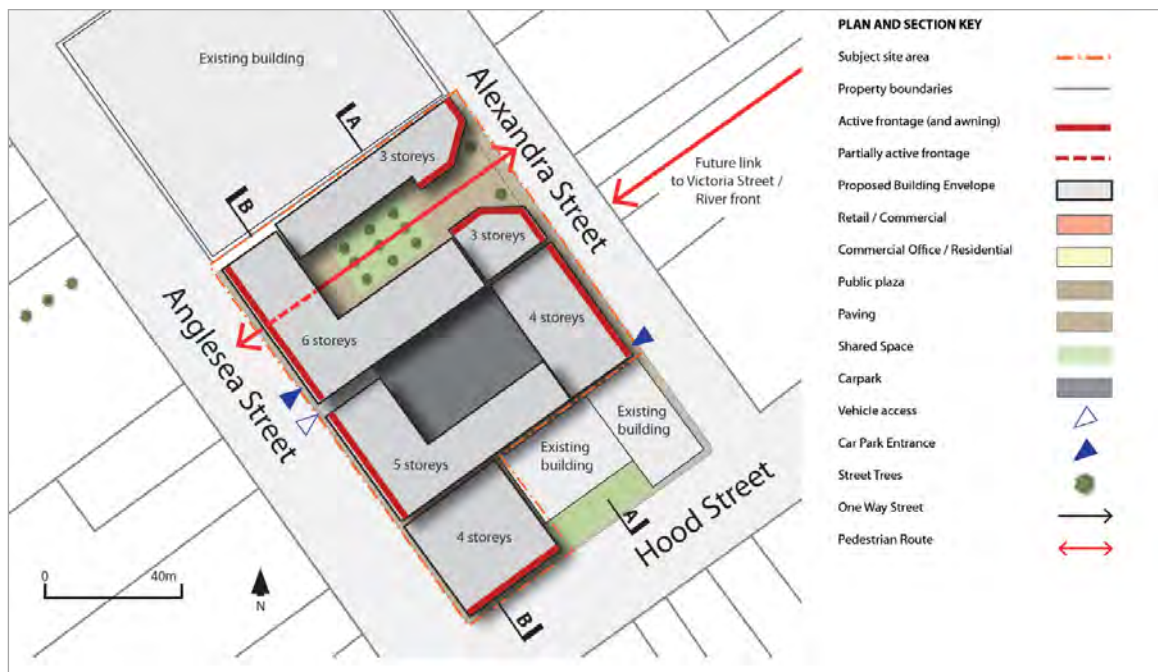 Existing building
A
B
3 storeys
Alexandra Street
Future link
to Victoria Street /
River front
3 storeys
4 storeys
6 storeys
Anglesea Street
5 storeys
Existing
building
Existing
building
4 storeys
A
Hood Street
B
0
40m
N
PLAN AND SECTION KEY
Subject site area
Property boundaries
Active frontage (and awning)
Partially active frontage
Proposed Building Envelope
Retail / Commercial
Commercial Office / Residential
Public plaza
Paving
Shared Space
Carpark
Vehicle access
Car Park Entrance
Street Trees
One Way Street
Pedestrian Route